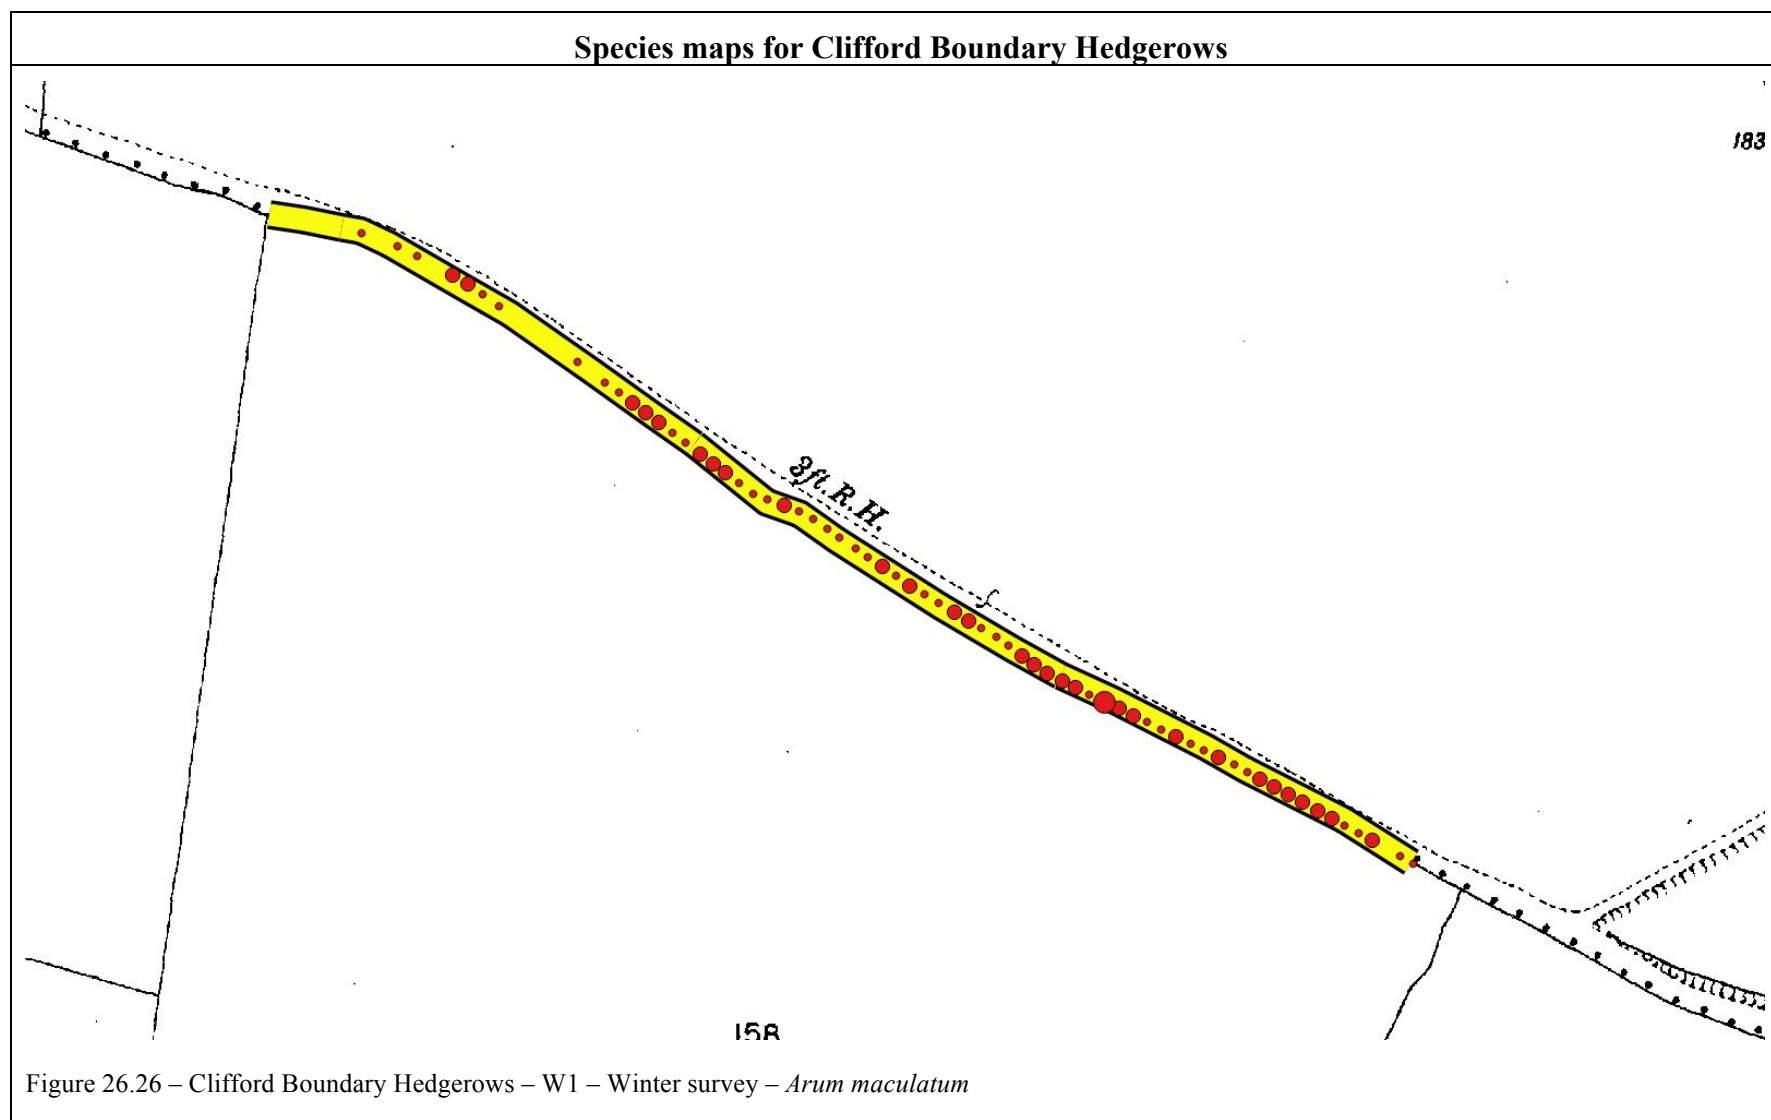 Species maps for Clifford Boundary Hedgerows
183
3ft. R.H.
158
Figure 26.26 – Clifford Boundary Hedgerows – W1 – Winter survey – Arum maculatum